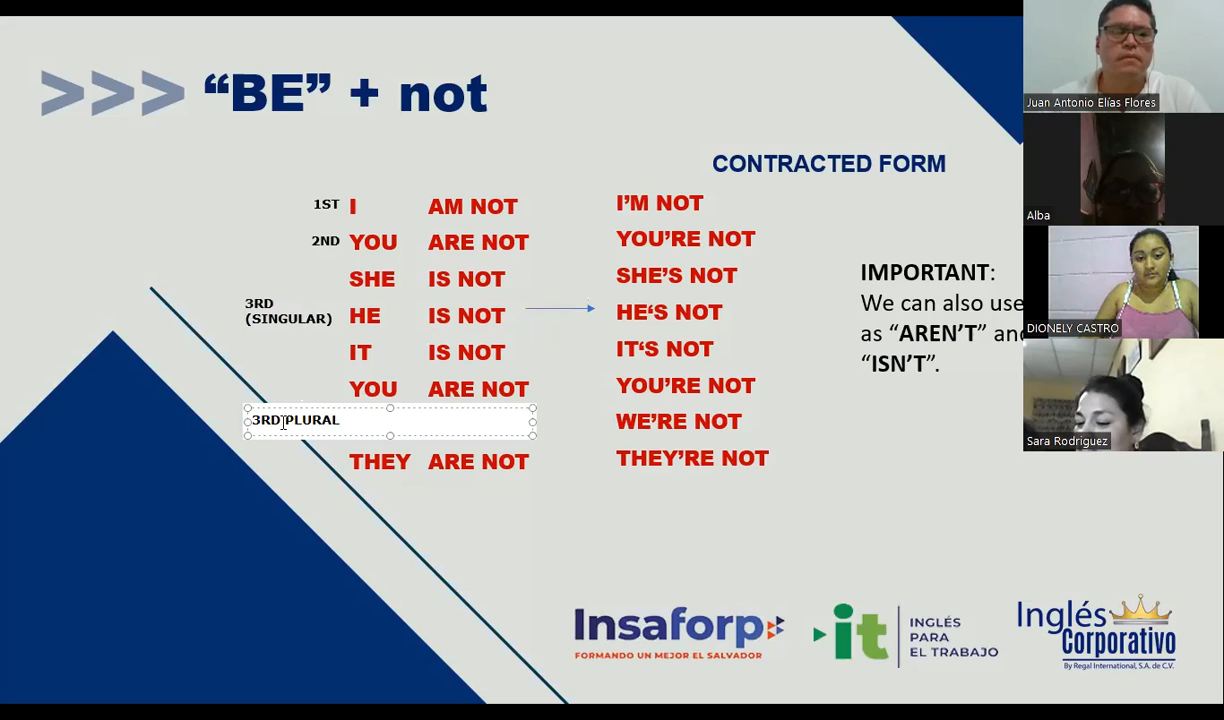 >>> “BE” + not
CONTRACTED FORM
1ST I AM NOT I’M NOT
2ND YOU ARE NOT YOU’RE NOT
SHE IS NOT SHE’S NOT
3RD
(SINGULAR) HE IS NOT HE‘S NOT
IT IS NOT IT‘S NOT
YOU ARE NOT YOU’RE NOT
3RD PLURAL WE’RE NOT
THEY ARE NOT THEY’RE NOT
IMPORTANT:
We can also use
as “AREN’T” and
“ISN’T”.
Juan Antonio Elías Flores
Alba
DIONELY CASTRO
Sara Rodriguez
Insaforp
FORMANDO UN MEJOR EL SALVADOR
it
INGLÉS
PARA
EL TRABAJO
Inglés
Corporativo
By Regal International, S.A. de C.V.